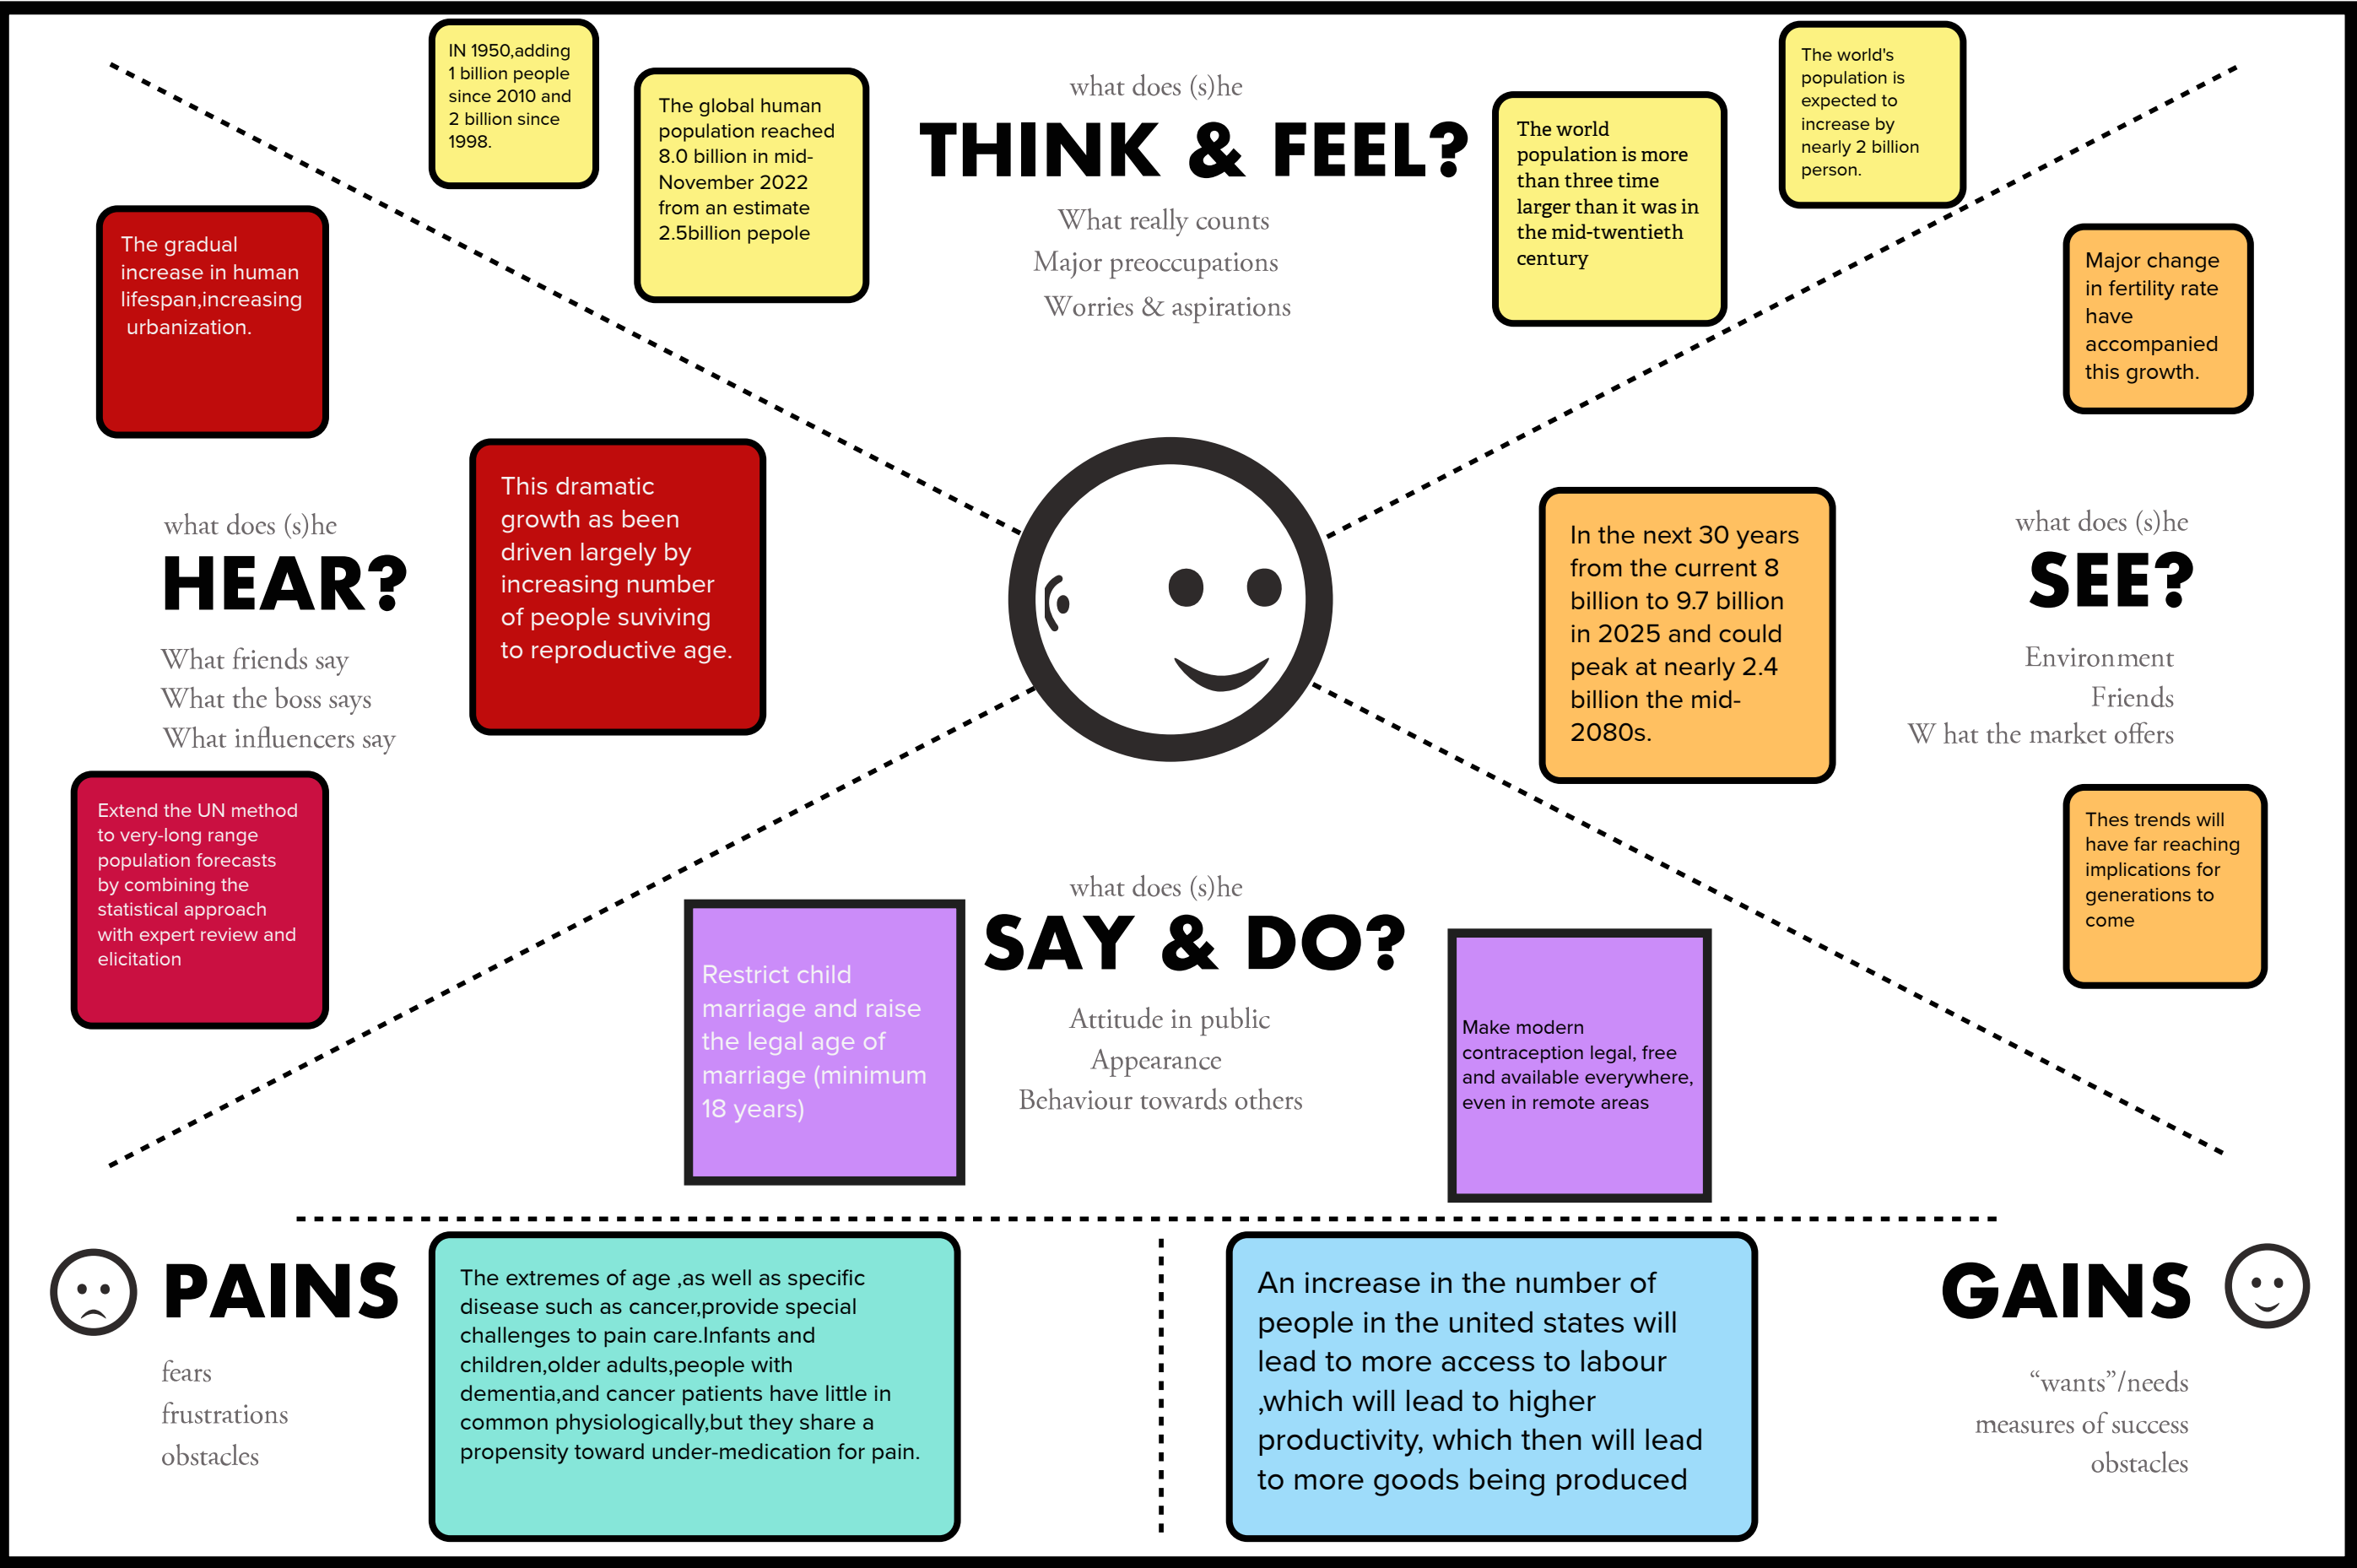 IN 1950,adding
1 billion people
since 2010 and
2 billion since
1998.
The global human
population reached
8.0 billion in mid-
November 2022
from an estimate
2.5billion pepole
what does (s)he
THINK & FEEL?
What really counts
Major preoccupations
Worries & aspirations
The world
population is more
than three time
larger than it was in
the mid-twentieth
century
The world's
population is
expected to
increase by
nearly 2 billion
person.
The gradual
increase in human
lifespan,increasing
urbanization.
This dramatic
growth as been
driven largely by
increasing number
of people suviving
to reproductive age.
what does (s)he
HEAR?
What friends say
What the boss says
What influencers say
Extend the UN method
to very-long range
population forecasts
by combining the
statistical approach
with expert review and
elicitation
Major change
in fertility rate
have
accompanied
this growth.
In the next 30 years
from the current 8
billion to 9.7 billion
in 2025 and could
peak at nearly 2.4
billion the mid-
2080s.
what does (s)he
SEE?
Environment
Friends
W hat the market offers
Thes trends will
have far reaching
implications for
generations to
come
Restrict child
marriage and raise
the legal age of
marriage (minimum
18 years)
what does (s)he
SAY & DO?
Attitude in public
Appearance
Behaviour towards others
Make modern
contraception legal, free
and available everywhere,
even in remote areas
PAINS
fears
frustrations
obstacles
The extremes of age ,as well as specific
disease such as cancer,provide special
challenges to pain care.Infants and
children,older adults,people with
dementia,and cancer patients have little in
common physiologically,but they share a
propensity toward under-medication for pain.
An increase in the number of
people in the united states will
lead to more access to labour
,which will lead to higher
productivity, which then will lead
to more goods being produced
GAINS
“wants”/needs
measures of success
obstacles